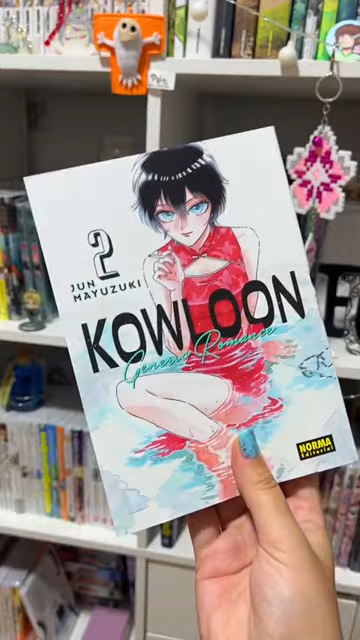 2
JUN
MAYUZUKI
KOWLOON
Generic Romance
NORMA
Editorial